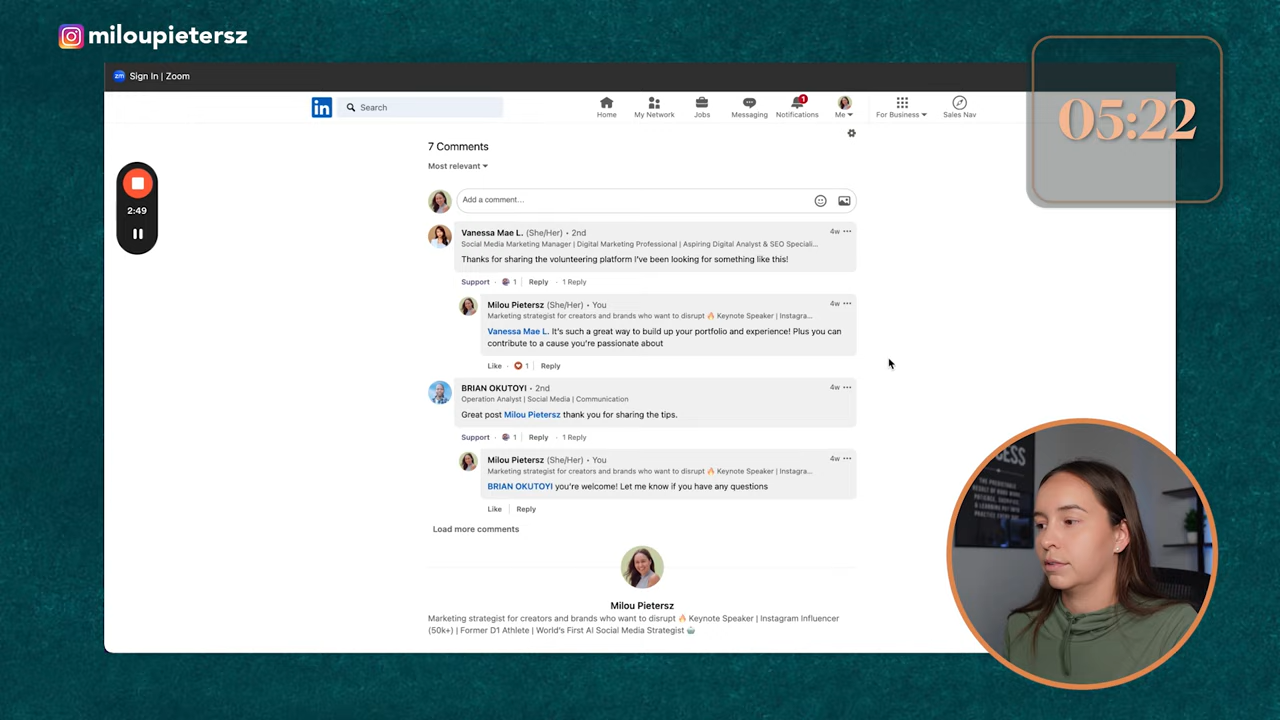 miloupietersz
zm Sign In | Zoom
05:22
in Search Home My Network Jobs Messaging 1 Notifications Me For Business Sales Nav
7 Comments
Most relevant
2:49
Add a comment...
Vanessa Mae L. (She/Her) • 2nd 4w
Social Media Marketing Manager | Digital Marketing Professional | Aspiring Digital Analyst & SEO Speciali...
Thanks for sharing the volunteering platform I've been looking for something like this!
Support · 1 | Reply · 1 Reply
Milou Pietersz (She/Her) • You 4w
Marketing strategist for creators and brands who want to disrupt 🔥 Keynote Speaker | Instagra...
Vanessa Mae L. It's such a great way to build up your portfolio and experience! Plus you can
contribute to a cause you're passionate about
Like · 1 | Reply
BRIAN OKUTOYI • 2nd 4w
Operation Analyst | Social Media | Communication
Great post Milou Pietersz thank you for sharing the tips.
Support · 1 | Reply · 1 Reply
Milou Pietersz (She/Her) • You 4w
Marketing strategist for creators and brands who want to disrupt 🔥 Keynote Speaker | Instagra...
BRIAN OKUTOYI you're welcome! Let me know if you have any questions
Like | Reply
Load more comments
Milou Pietersz
Marketing strategist for creators and brands who want to disrupt 🔥 Keynote Speaker | Instagram Influencer
(50k+) | Former D1 Athlete | World's First AI Social Media Strategist 🤖